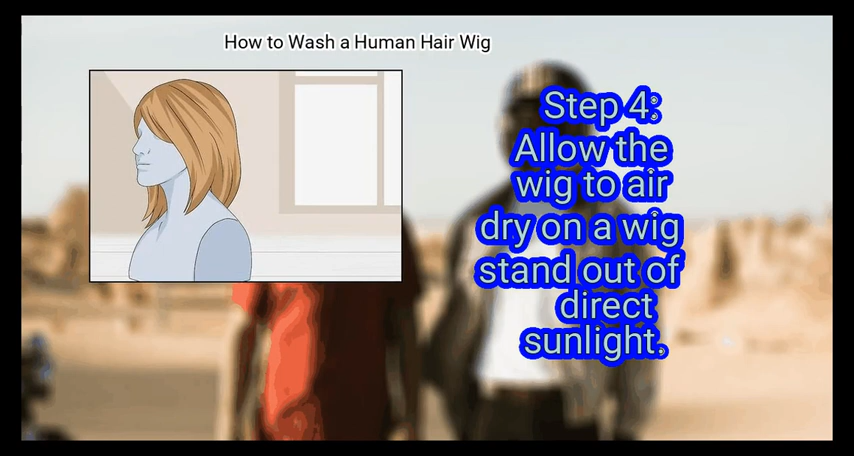 How to Wash a Human Hair Wig
Step 4:
Allow the
wig to air
dry on a wig
stand out of
direct
sunlight.